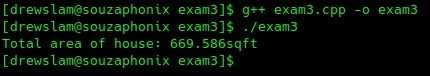 [drewslam@souzaphonix exam3]$ g++ exam3.cpp -o exam3
[drewslam@souzaphonix exam3]$ ./exam3
Total area of house: 669.586sqft
[drewslam@souzaphonix exam3]$